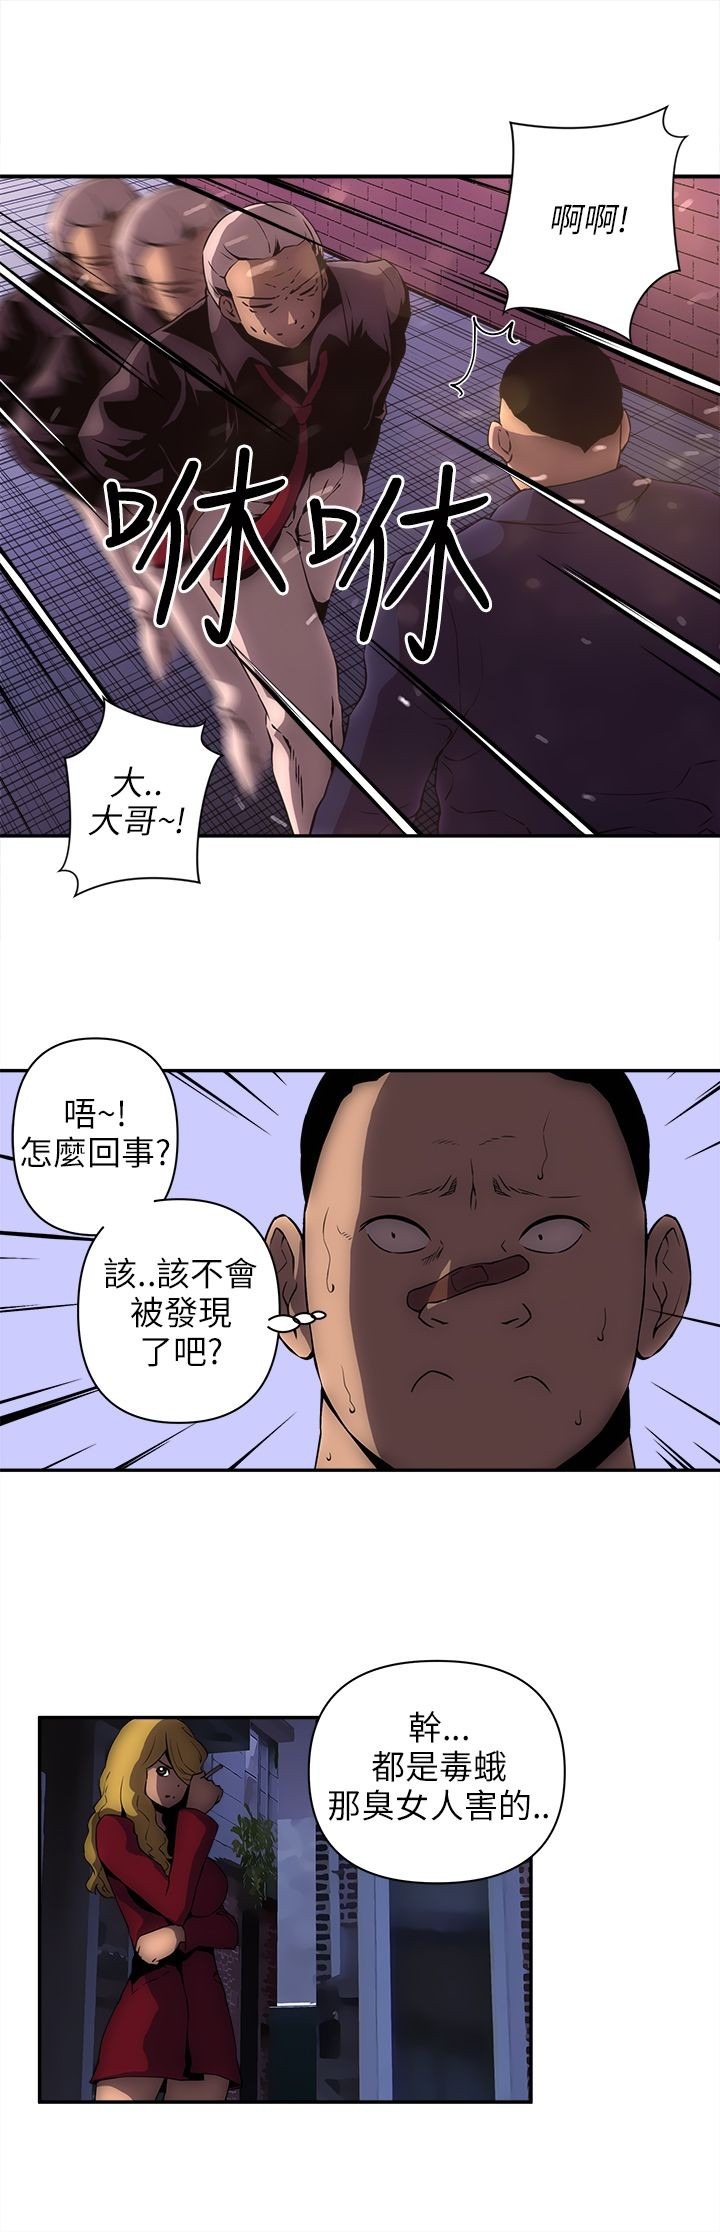 啊啊!
咻咻
大..
大哥~!
唔~!
怎麼回事?
該..該不會
被發現
了吧?
幹...
都是毒蛾
那臭女人害的..